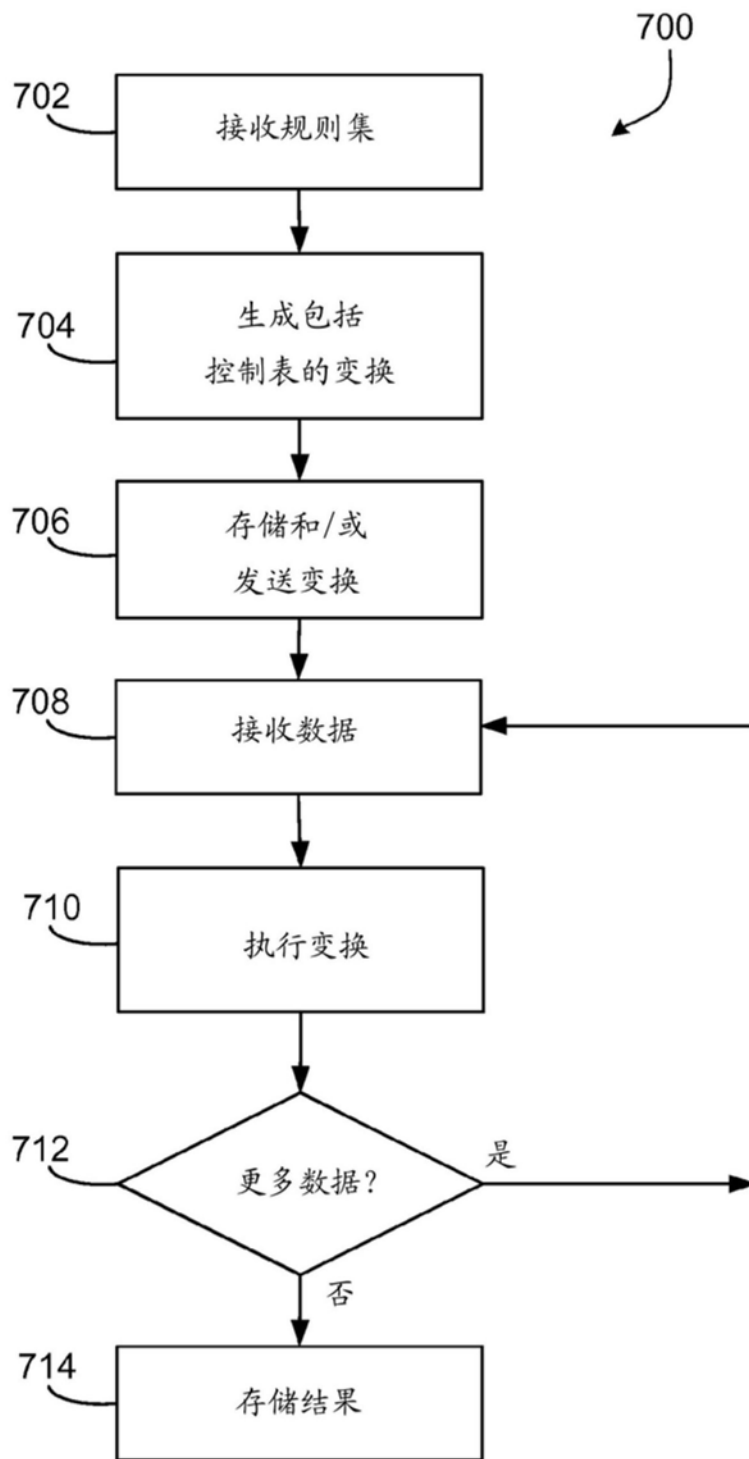 700
702
接收规则集
704
生成包括
控制表的变换
706
存储和/或
发送变换
708
接收数据
710
执行变换
712
更多数据?
是
否
714
存储结果